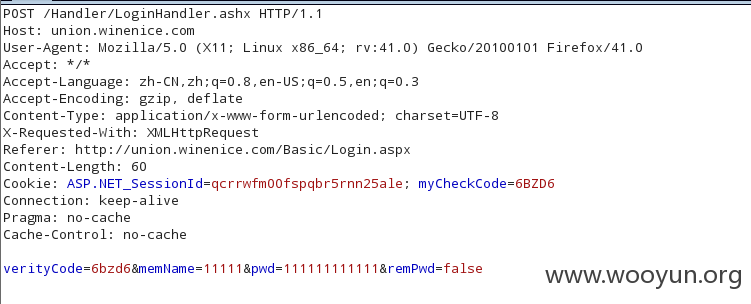 POST /Handler/LoginHandler.ashx HTTP/1.1
Host: union.winenice.com
User-Agent: Mozilla/5.0 (X11; Linux x86_64; rv:41.0) Gecko/20100101 Firefox/41.0
Accept: */*
Accept-Language: zh-CN,zh;q=0.8,en-US;q=0.5,en;q=0.3
Accept-Encoding: gzip, deflate
Content-Type: application/x-www-form-urlencoded; charset=UTF-8
X-Requested-With: XMLHttpRequest
Referer: http://union.winenice.com/Basic/Login.aspx
Content-Length: 60
Cookie: ASP.NET_SessionId=qcrrwfm00fspqbr5rnn25ale; myCheckCode=6BZD6
Connection: keep-alive
Pragma: no-cache
Cache-Control: no-cache
verityCode=6bzd6&memName=11111&pwd=111111111111&remPwd=false
www.wooyun.org